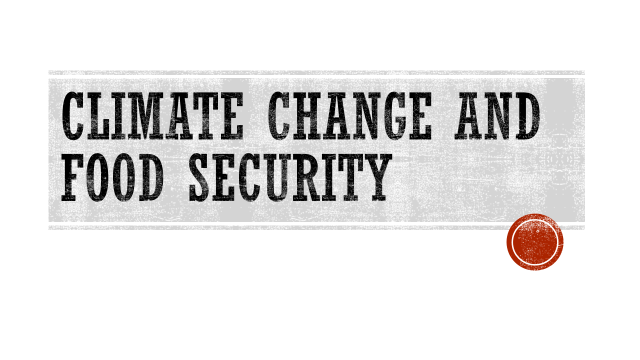 CLIMATE CHANGE AND
FOOD SECURITY